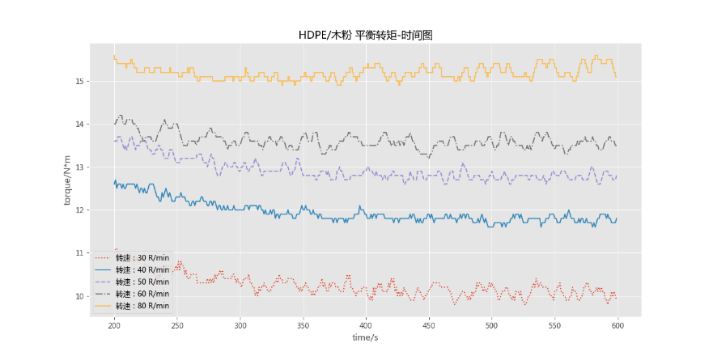 HDPE/木粉 平衡转矩-时间图
torque/N*m
15
14
13
12
11
10
转速 : 30 R/min
转速 : 40 R/min
转速 : 50 R/min
转速 : 60 R/min
转速 : 80 R/min
200 250 300 350 400 450 500 550 600
time/s